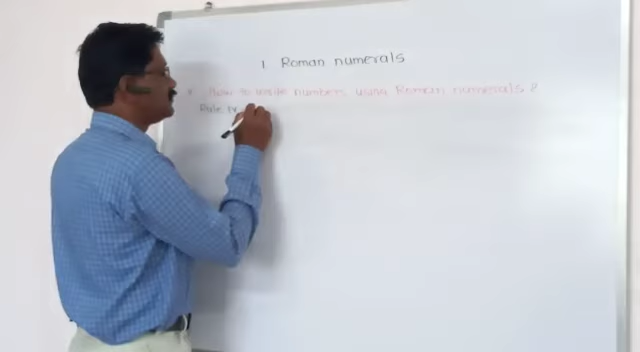 1 Roman numerals
* How to write numbers using Roman numerals ?
Rule